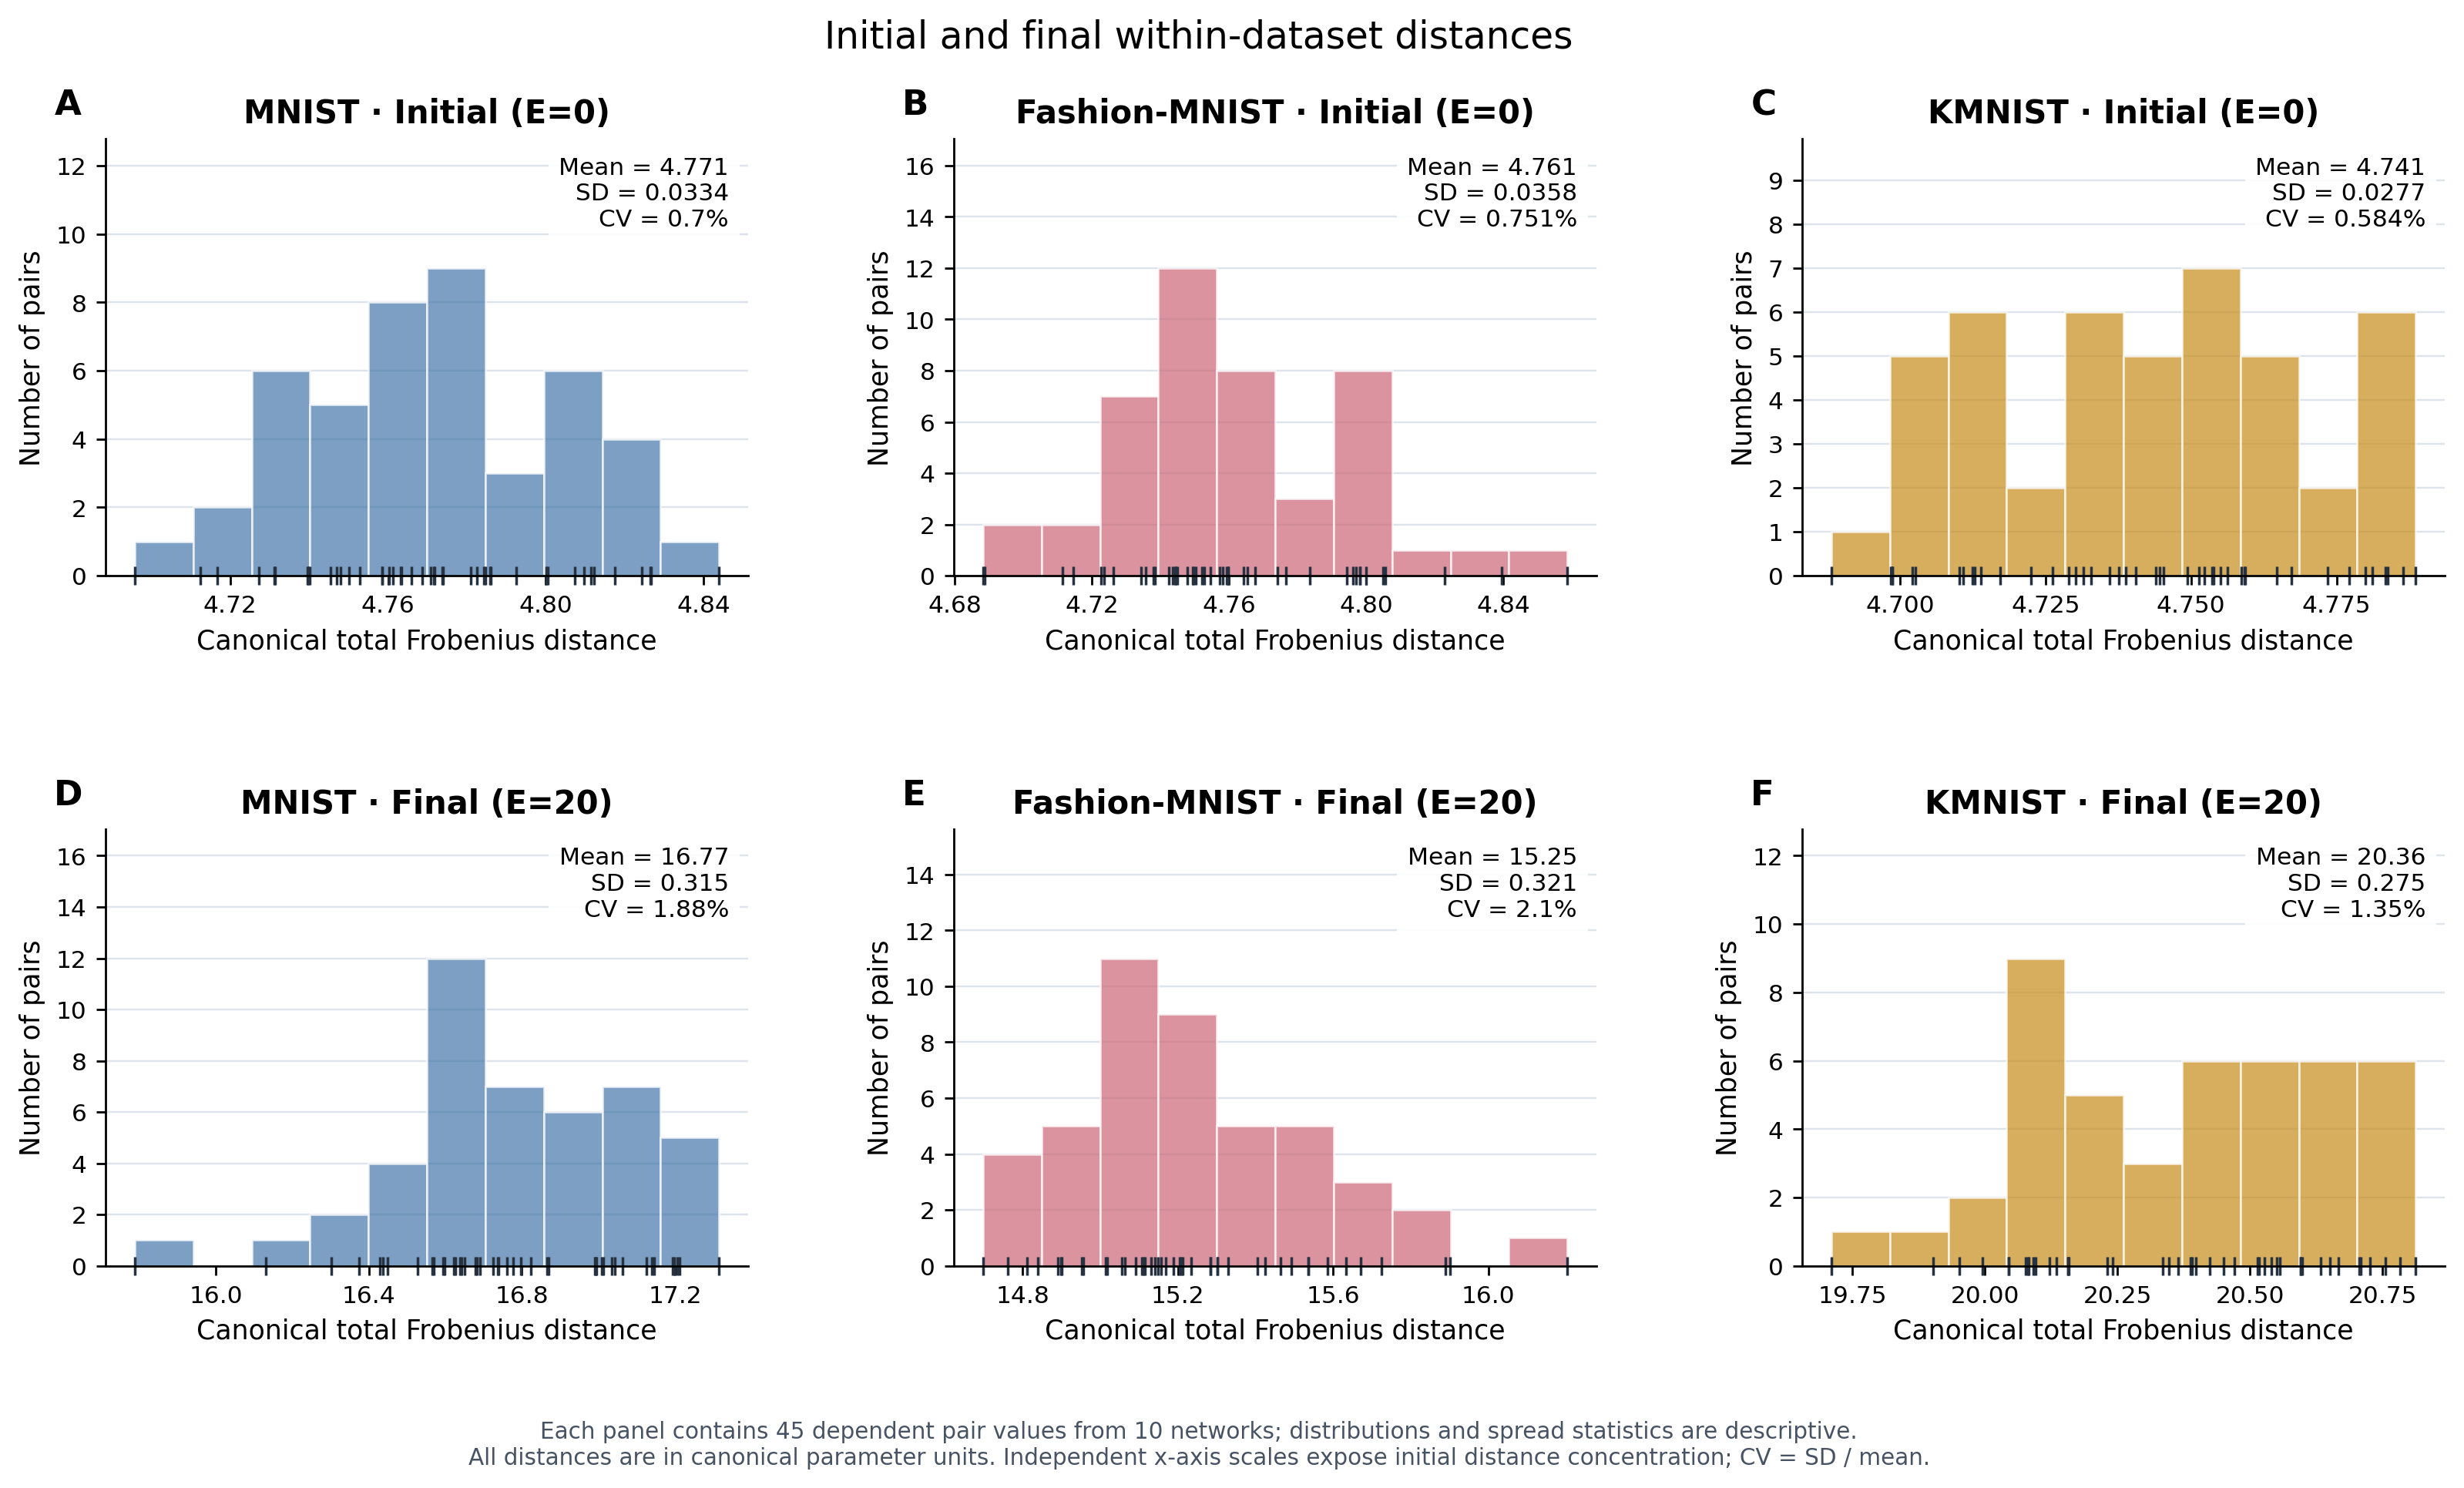 Initial and final within-dataset distances
A
MNIST · Initial (E=0)
Mean = 4.771
SD = 0.0334
CV = 0.7%
Number of pairs
12
10
8
6
4
2
0
4.72 4.76 4.80 4.84
Canonical total Frobenius distance
B
Fashion-MNIST · Initial (E=0)
Mean = 4.761
SD = 0.0358
CV = 0.751%
Number of pairs
16
14
12
10
8
6
4
2
0
4.68 4.72 4.76 4.80 4.84
Canonical total Frobenius distance
C
KMNIST · Initial (E=0)
Mean = 4.741
SD = 0.0277
CV = 0.584%
Number of pairs
9
8
7
6
5
4
3
2
1
0
4.700 4.725 4.750 4.775
Canonical total Frobenius distance
D
MNIST · Final (E=20)
Mean = 16.77
SD = 0.315
CV = 1.88%
Number of pairs
16
14
12
10
8
6
4
2
0
16.0 16.4 16.8 17.2
Canonical total Frobenius distance
E
Fashion-MNIST · Final (E=20)
Mean = 15.25
SD = 0.321
CV = 2.1%
Number of pairs
14
12
10
8
6
4
2
0
14.8 15.2 15.6 16.0
Canonical total Frobenius distance
F
KMNIST · Final (E=20)
Mean = 20.36
SD = 0.275
CV = 1.35%
Number of pairs
12
10
8
6
4
2
0
19.75 20.00 20.25 20.50 20.75
Canonical total Frobenius distance
Each panel contains 45 dependent pair values from 10 networks; distributions and spread statistics are descriptive.
All distances are in canonical parameter units. Independent x-axis scales expose initial distance concentration; CV = SD / mean.